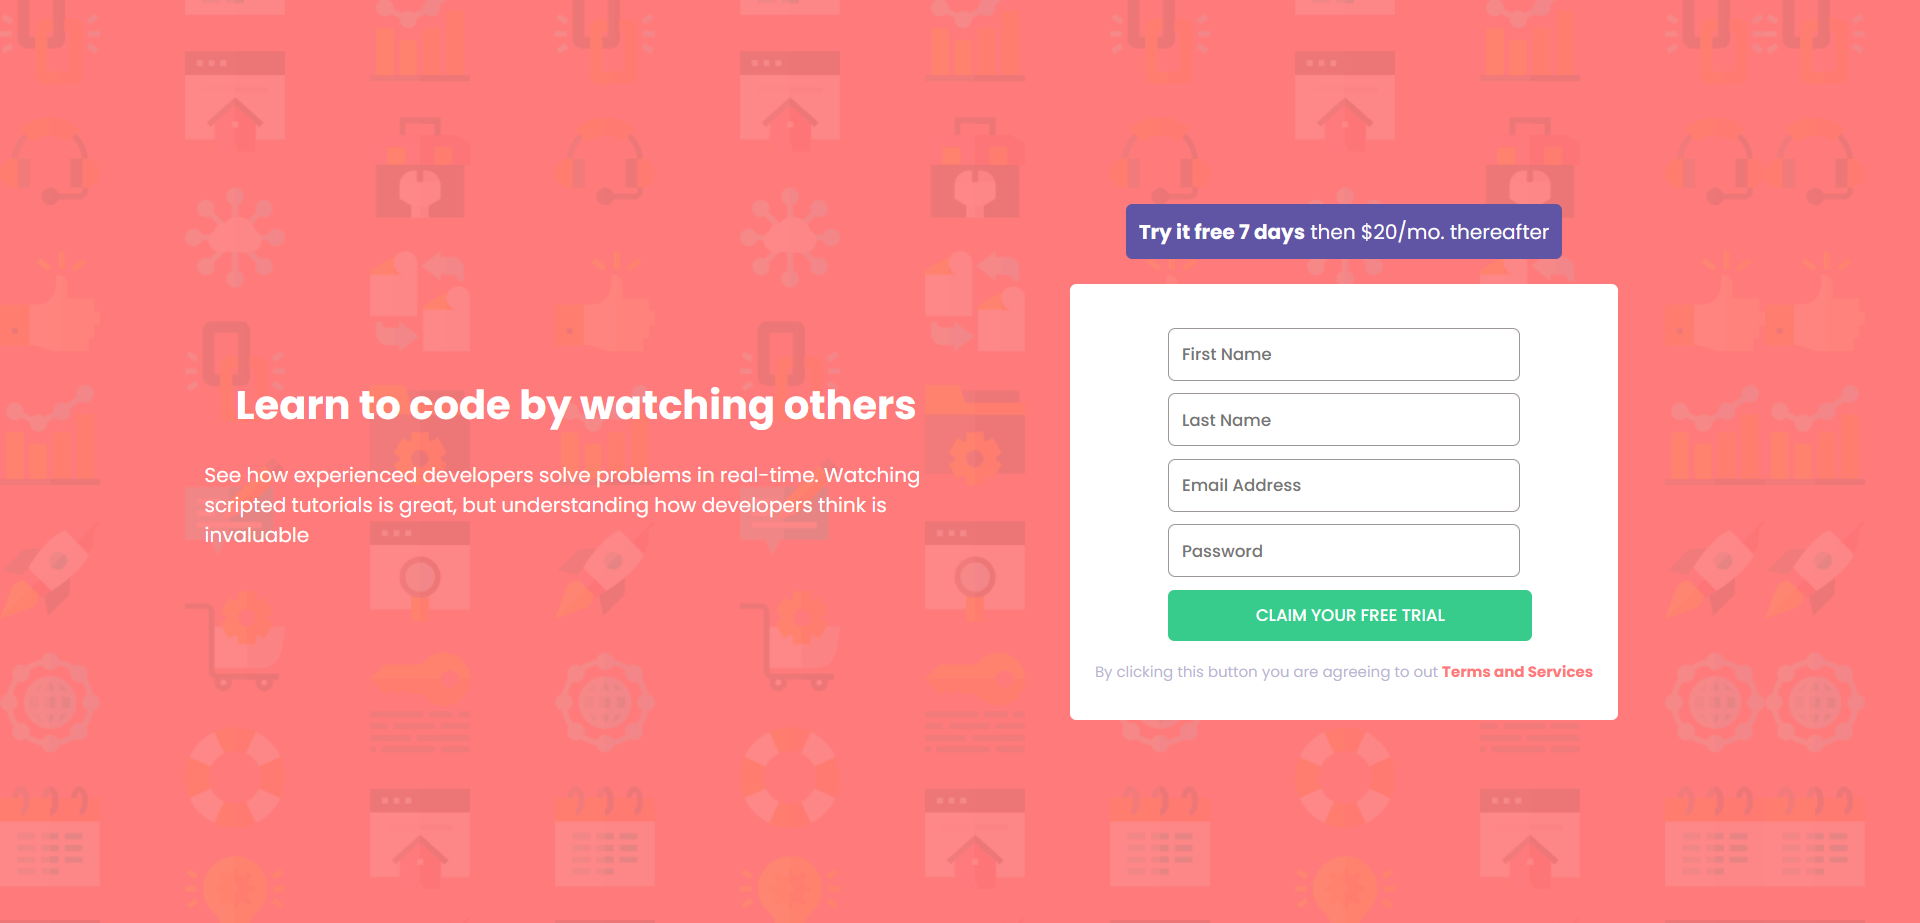 Learn to code by watching others
See how experienced developers solve problems in real-time. Watching
scripted tutorials is great, but understanding how developers think is
invaluable
Try it free 7 days then $20/mo. thereafter
First Name
Last Name
Email Address
Password
CLAIM YOUR FREE TRIAL
By clicking this button you are agreeing to out Terms and Services